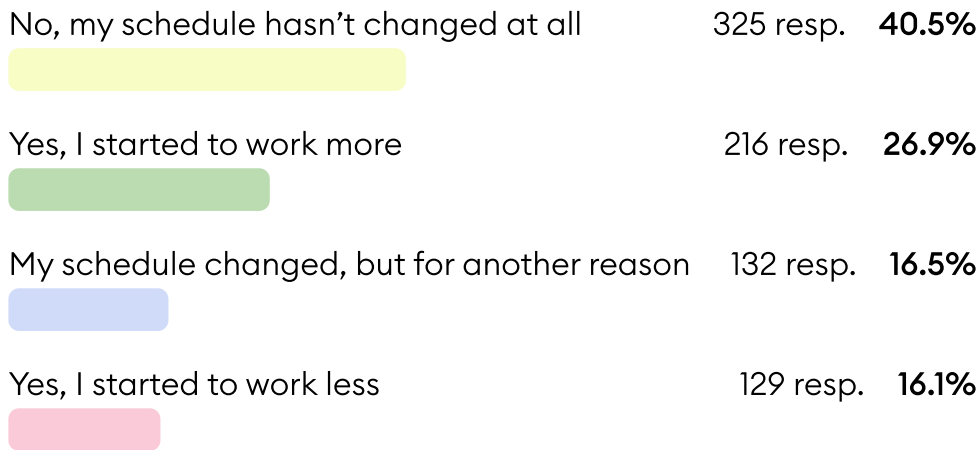 No, my schedule hasn’t changed at all 325 resp. 40.5%
Yes, I started to work more 216 resp. 26.9%
My schedule changed, but for another reason 132 resp. 16.5%
Yes, I started to work less 129 resp. 16.1%